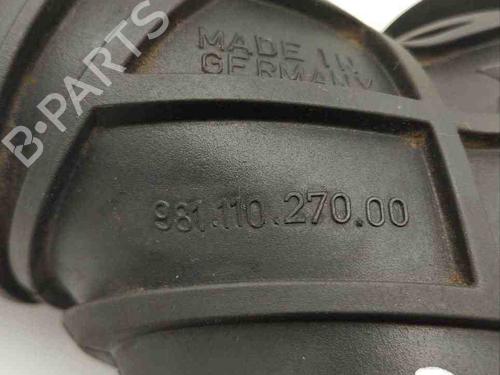 MADE IN
GERMANY
B-PARTS
981.110.270.00